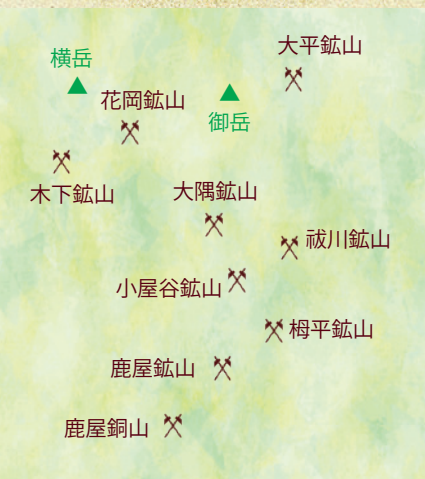 大平鉱山
横岳
花岡鉱山
御岳
木下鉱山
大隅鉱山
祓川鉱山
小屋谷鉱山
栂平鉱山
鹿屋鉱山
鹿屋銅山